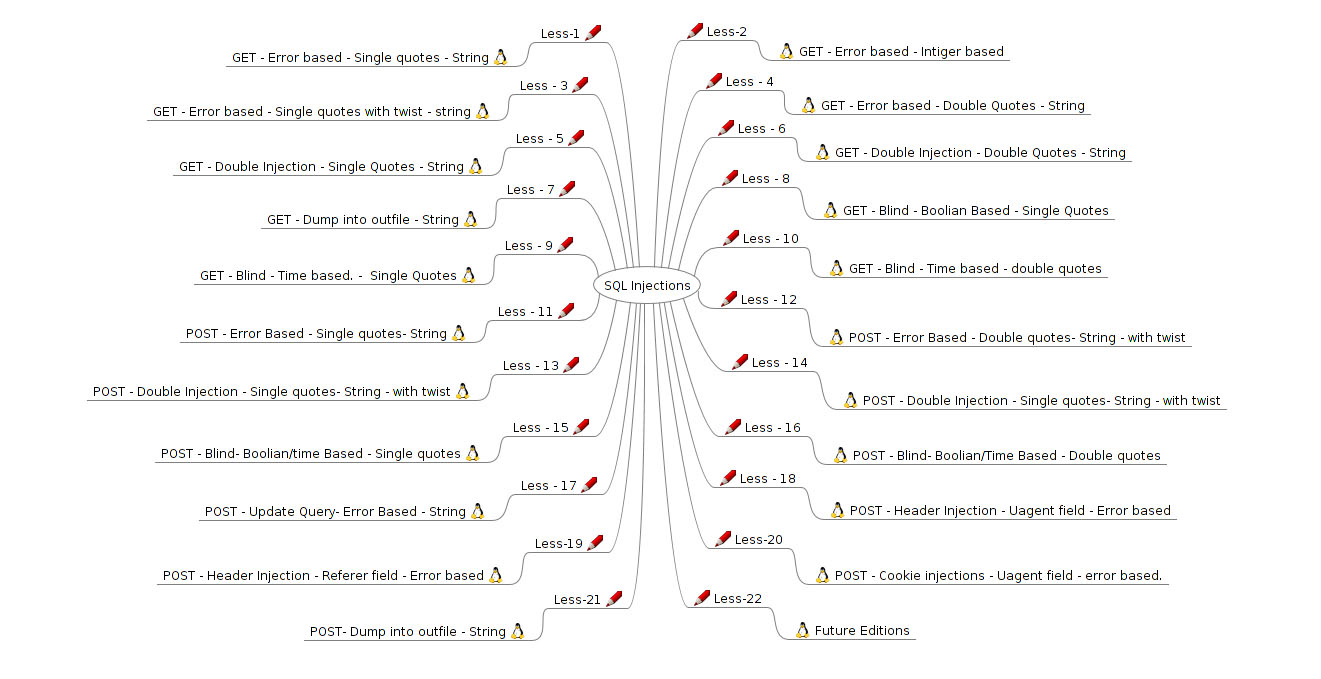 SQL Injections
Less-1
GET - Error based - Single quotes - String
Less - 3
GET - Error based - Single quotes with twist - string
Less - 5
GET - Double Injection - Single Quotes - String
Less - 7
GET - Dump into outfile - String
Less - 9
GET - Blind - Time based. -  Single Quotes
Less - 11
POST - Error Based - Single quotes- String
Less - 13
POST - Double Injection - Single quotes- String - with twist
Less - 15
POST - Blind- Boolian/time Based - Single quotes
Less - 17
POST - Update Query- Error Based - String
Less-19
POST - Header Injection - Referer field - Error based
Less-21
POST- Dump into outfile - String
Less-2
GET - Error based - Intiger based
Less - 4
GET - Error based - Double Quotes - String
Less - 6
GET - Double Injection - Double Quotes - String
Less - 8
GET - Blind - Boolian Based - Single Quotes
Less - 10
GET - Blind - Time based - double quotes
Less - 12
POST - Error Based - Double quotes- String - with twist
Less - 14
POST - Double Injection - Single quotes- String - with twist
Less - 16
POST - Blind- Boolian/Time Based - Double quotes
Less - 18
POST - Header Injection - Uagent field - Error based
Less-20
POST - Cookie injections - Uagent field - error based.
Less-22
Future Editions